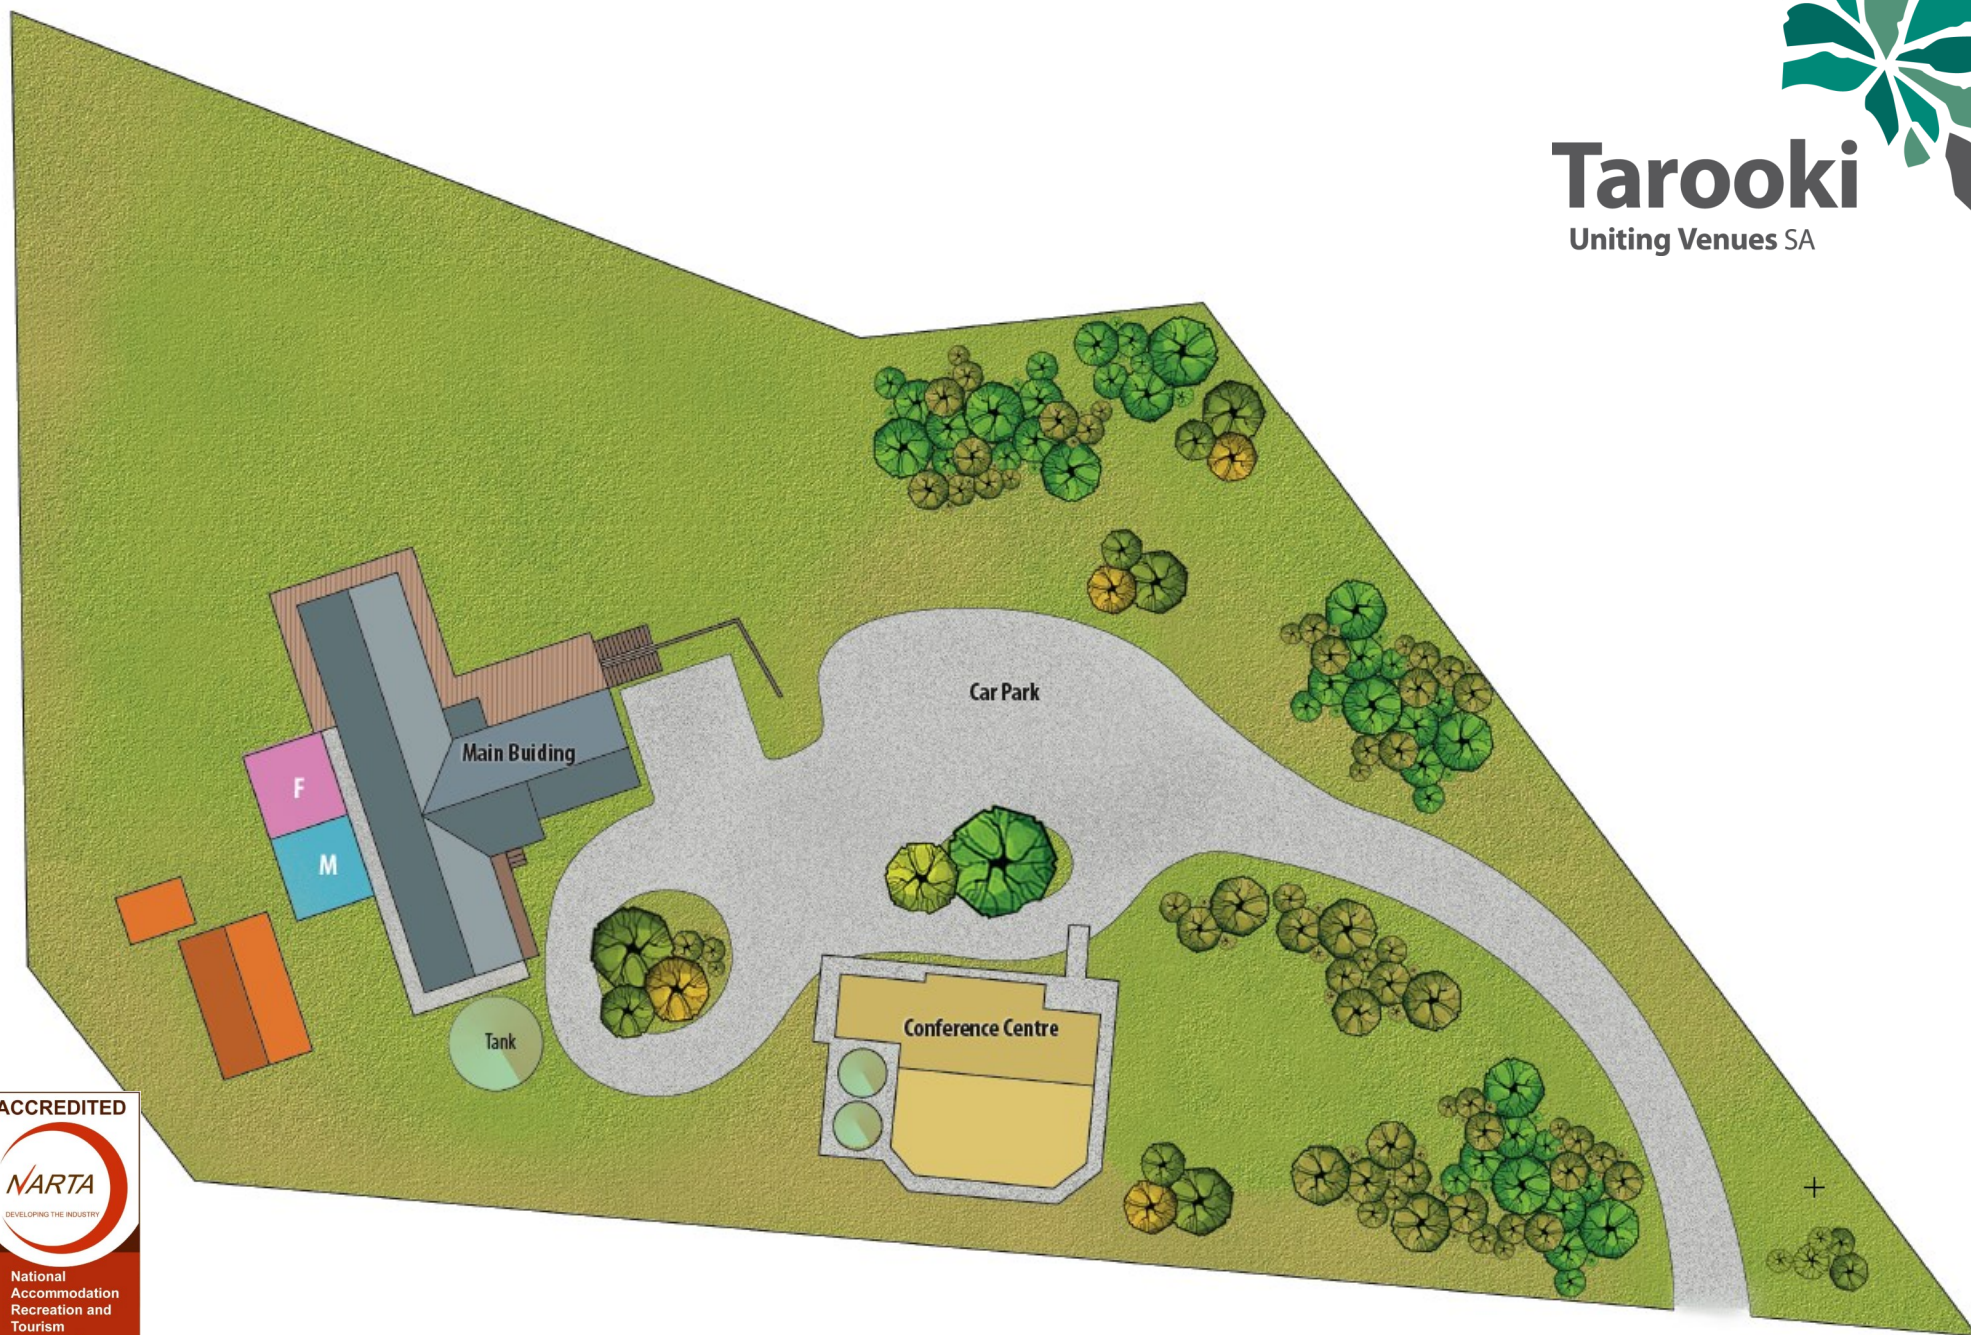 Tarooki
Uniting Venues SA
Car Park
Main Buiding
F
M
Tank
Conference Centre
ACCREDITED
NARTA
DEVELOPING THE INDUSTRY
National
Accommodation
Recreation and
Tourism